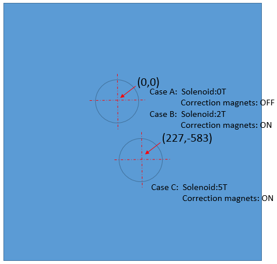 (0,0)
Case A: Solenoid:0T
Correction magnets: OFF
Case B: Solenoid:2T
Correction magnets: ON
(227,-583)
Case C: Solenoid:5T
Correction magnets: ON